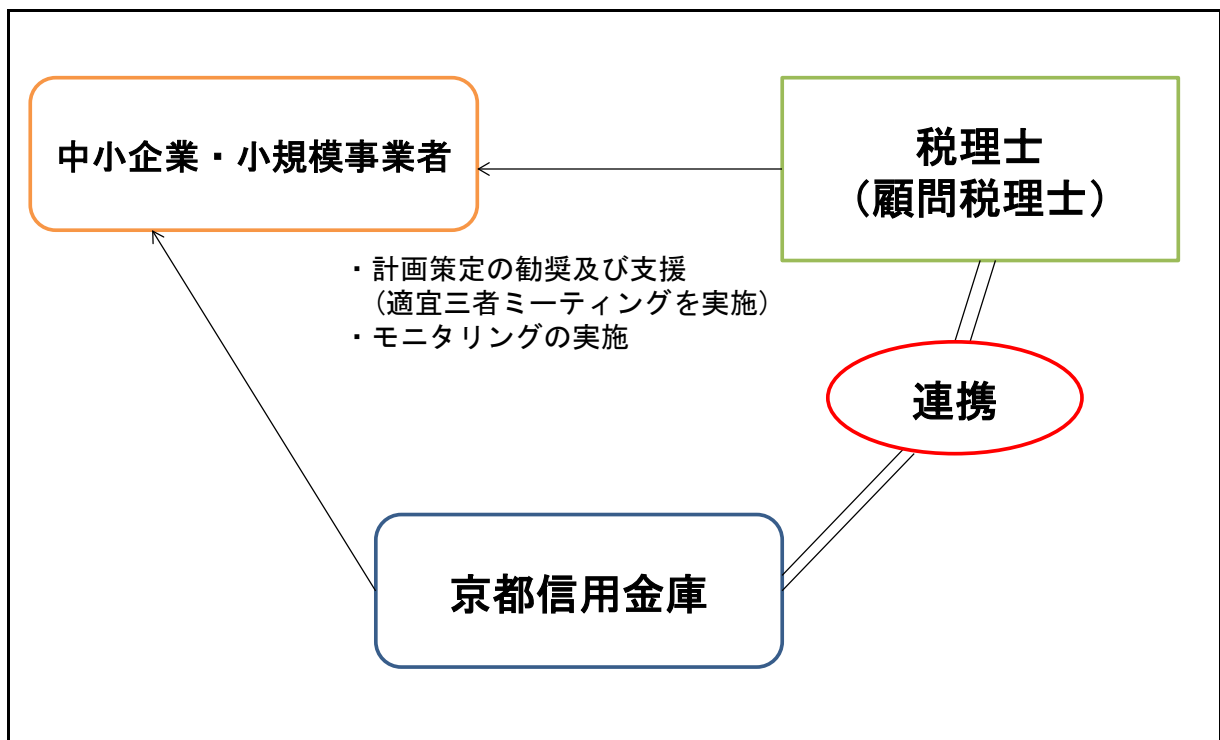 中小企業・小規模事業者
税理士
(顧問税理士)
・計画策定の勧奨及び支援
(適宜三者ミーティングを実施)
・モニタリングの実施
連携
京都信用金庫